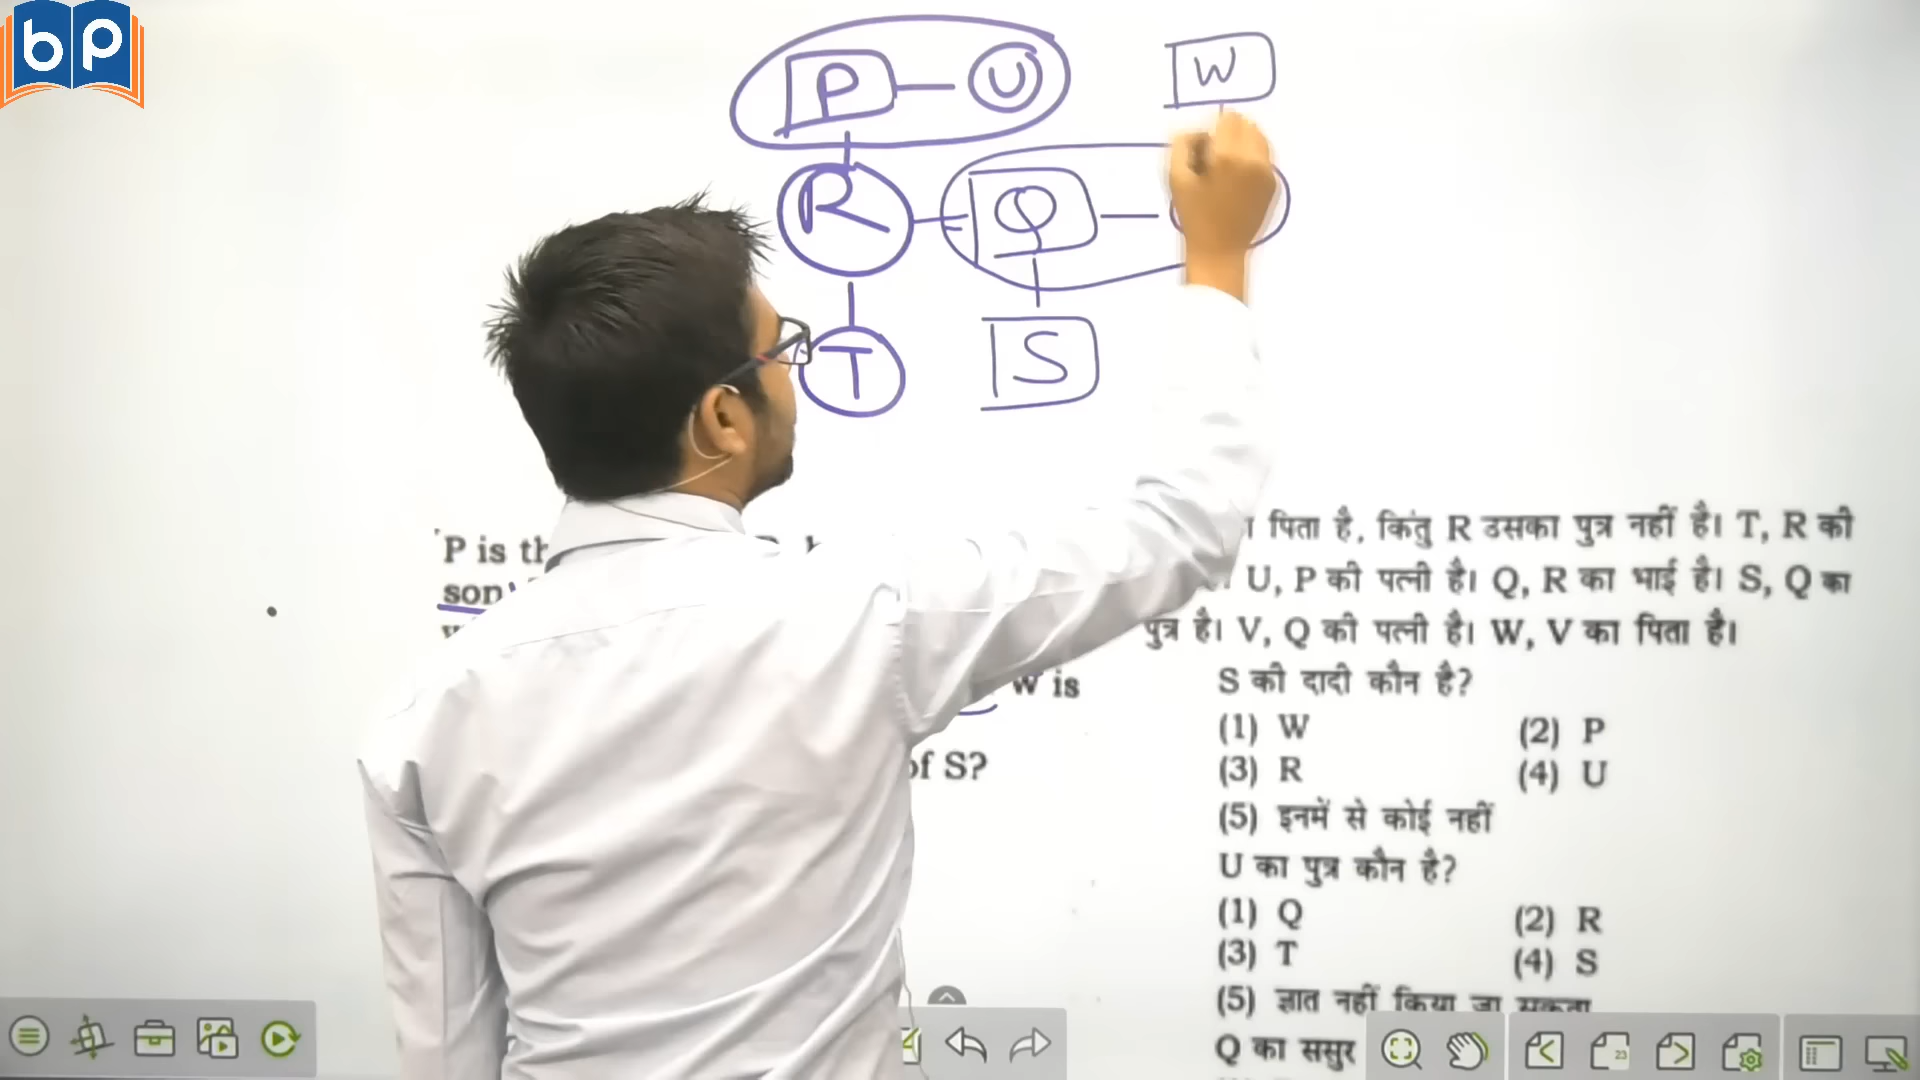 bp
P U W
R Q
T S
P is th
son
W is
of S?
पिता है, किंतु R उसका पुत्र नहीं है। T, R की
U, P की पत्नी है। Q, R का भाई है। S, Q का
पुत्र है। V, Q की पत्नी है। W, V का पिता है।
S की दादी कौन है?
(1) W (2) P
(3) R (4) U
(5) इनमें से कोई नहीं
U का पुत्र कौन है?
(1) Q (2) R
(3) T (4) S
(5) ज्ञात नहीं किया जा सकता
Q का ससुर
23